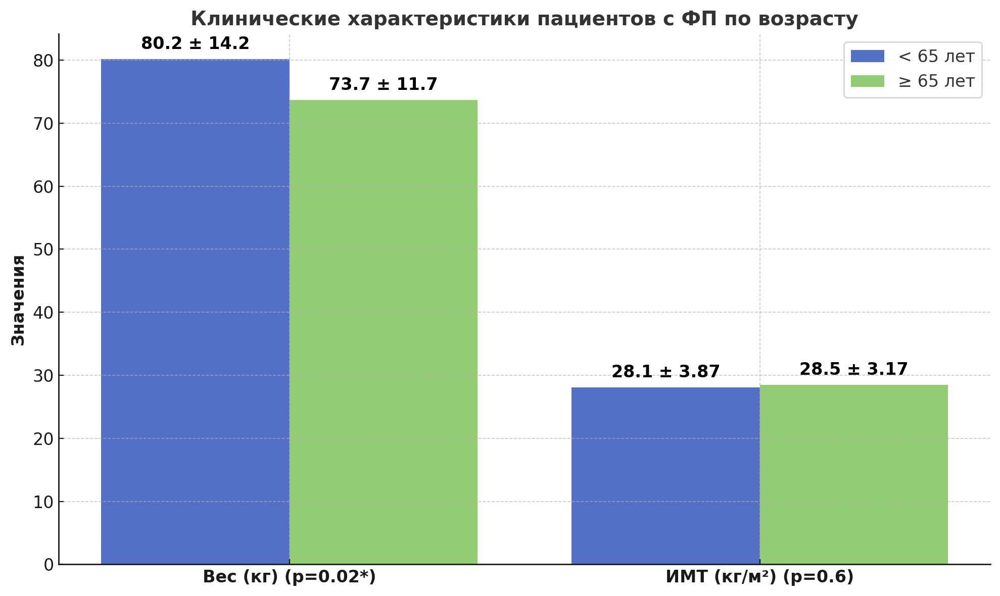 Клинические характеристики пациентов с ФП по возрасту
80.2 ± 14.2
73.7 ± 11.7
28.1 ± 3.87
28.5 ± 3.17
< 65 лет
≥ 65 лет
Значения
80
70
60
50
40
30
20
10
0
Вес (кг) (p=0.02*)
ИМТ (кг/м²) (p=0.6)